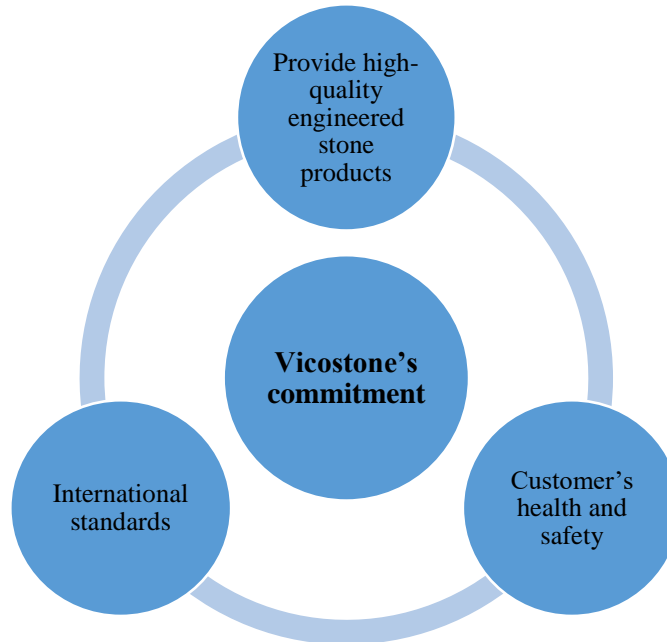 Provide high-
quality
engineered
stone
products
Vicostone’s
commitment
International
standards
Customer’s
health and
safety